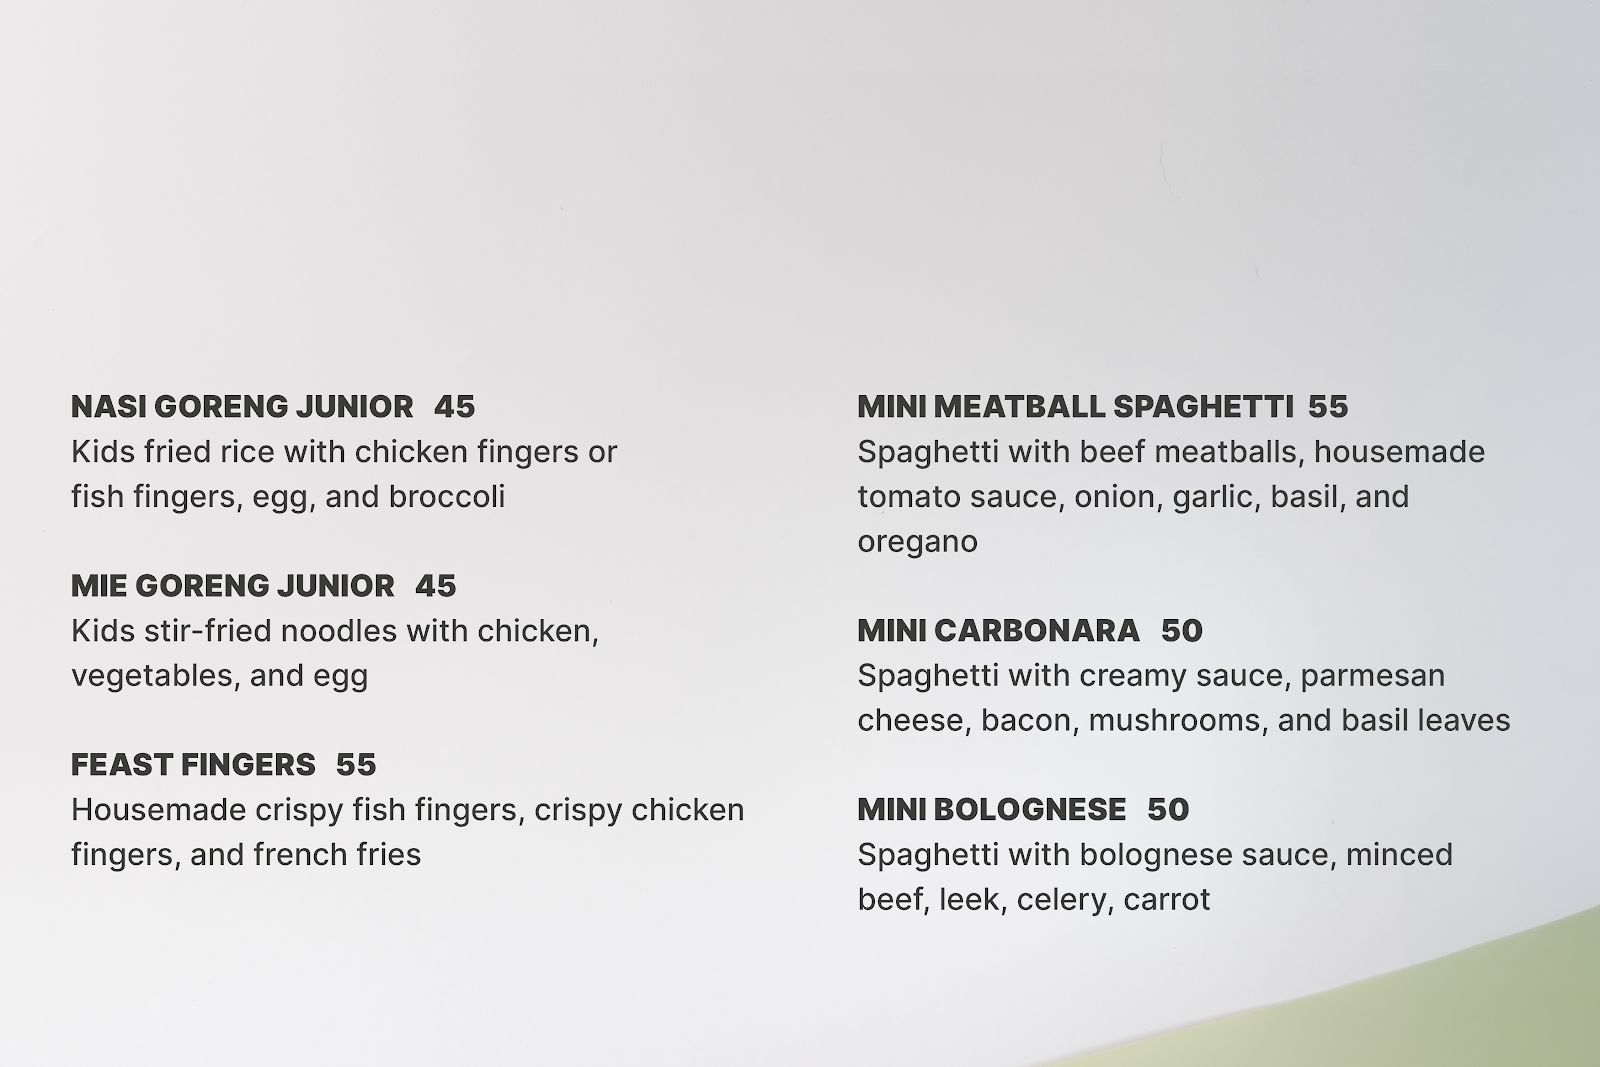 NASI GORENG JUNIOR 45
Kids fried rice with chicken fingers or
fish fingers, egg, and broccoli
MIE GORENG JUNIOR 45
Kids stir-fried noodles with chicken,
vegetables, and egg
FEAST FINGERS 55
Housemade crispy fish fingers, crispy chicken
fingers, and french fries
MINI MEATBALL SPAGHETTI 55
Spaghetti with beef meatballs, housemade
tomato sauce, onion, garlic, basil, and
oregano
MINI CARBONARA 50
Spaghetti with creamy sauce, parmesan
cheese, bacon, mushrooms, and basil leaves
MINI BOLOGNESE 50
Spaghetti with bolognese sauce, minced
beef, leek, celery, carrot